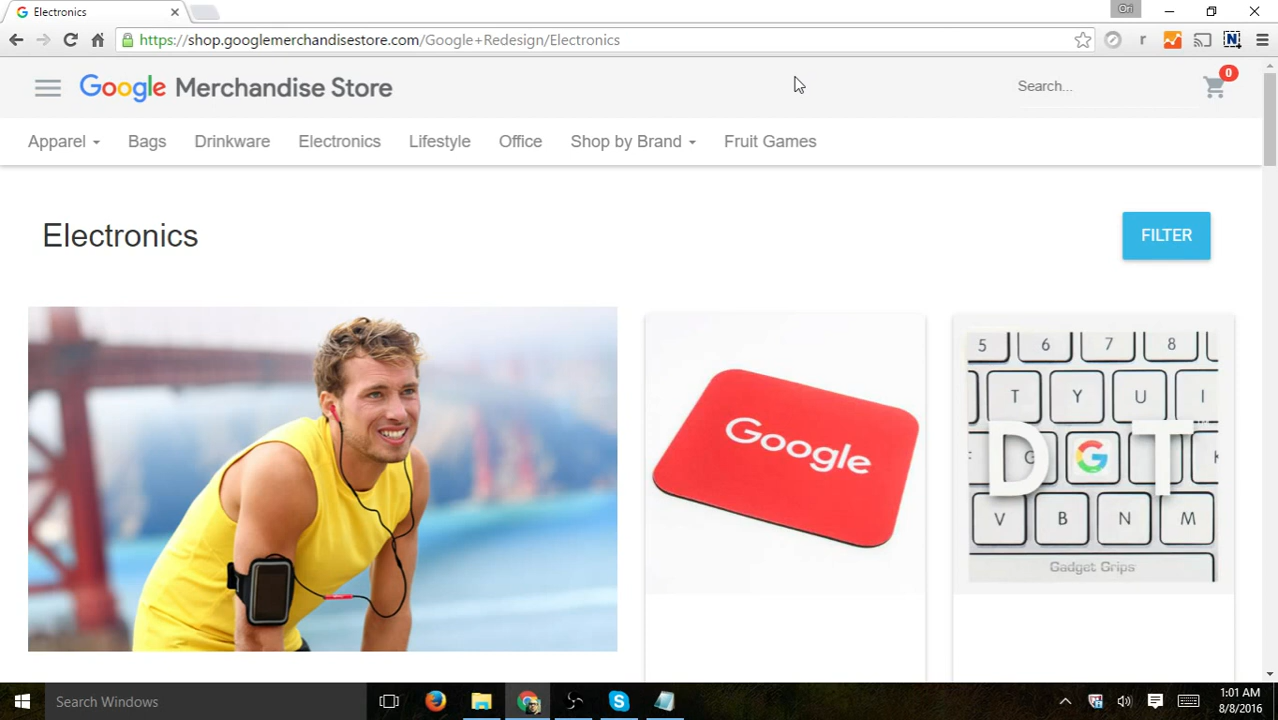 Electronics
Ori
https://shop.googlemerchandisestore.com/Google+Redesign/Electronics
Google Merchandise Store
Search...
0
Apparel
Bags
Drinkware
Electronics
Lifestyle
Office
Shop by Brand
Fruit Games
Electronics
FILTER
Google
5 6 7 8
T Y U I
D G G T K
V B N M
Gadget Grips
Search Windows
1:01 AM
8/8/2016